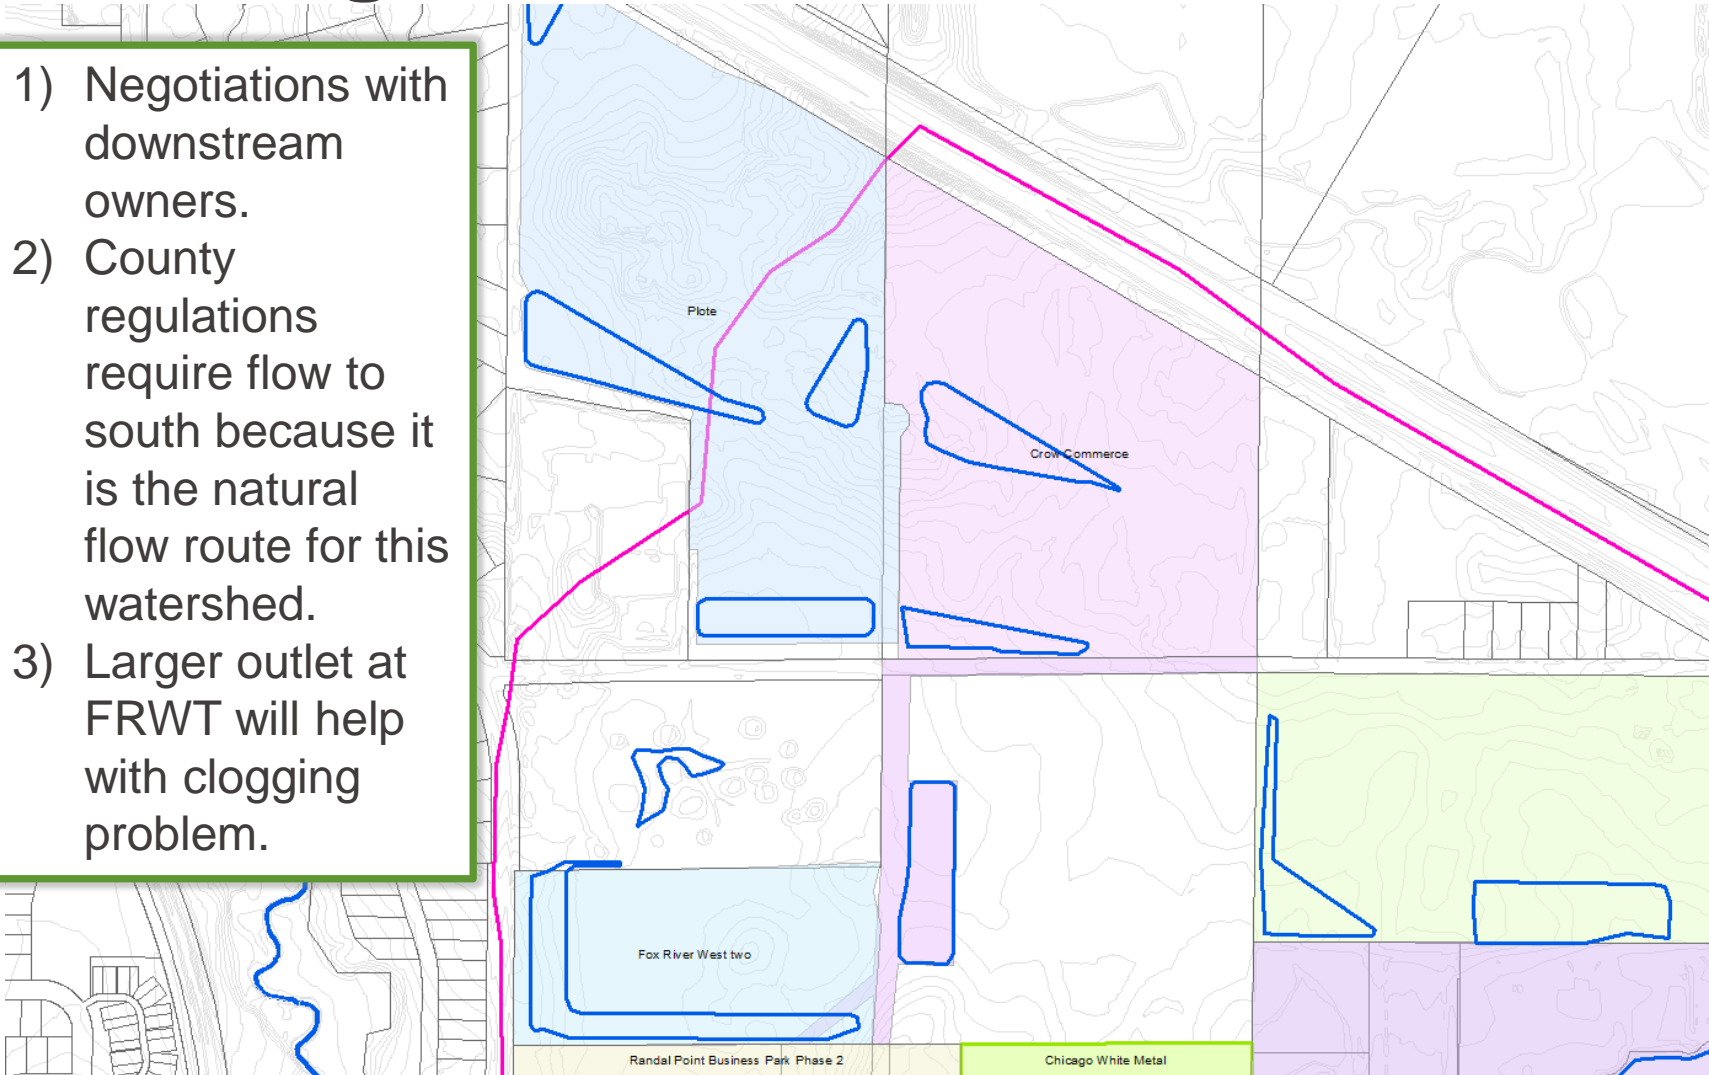 1) Negotiations with
downstream
owners.
2) County
regulations
require flow to
south because it
is the natural
flow route for this
watershed.
3) Larger outlet at
FRWT will help
with clogging
problem.
Plote
Crow Commerce
Fox River West two
Randal Point Business Park Phase 2
Chicago White Metal